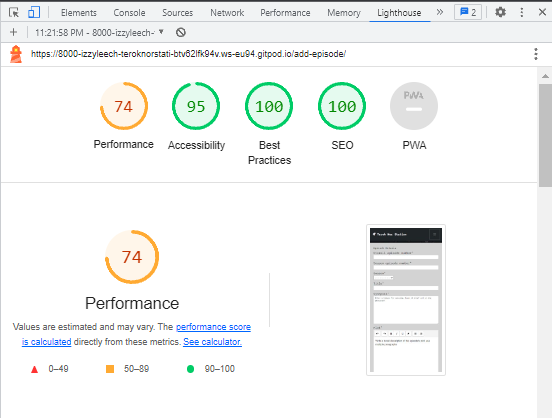 Elements Console Sources Network Performance Memory Lighthouse » 2
+ 11:21:58 PM - 8000-izzyleech-
https://8000-izzyleech-teroknorstati-btv62lfk94v.ws-eu94.gitpod.io/add-episode/
74 95 100 100 PWA
Performance Accessibility Best SEO PWA
Practices
74
Performance
Values are estimated and may vary. The performance score
is calculated directly from these metrics. See calculator.
0–49 50–89 90–100